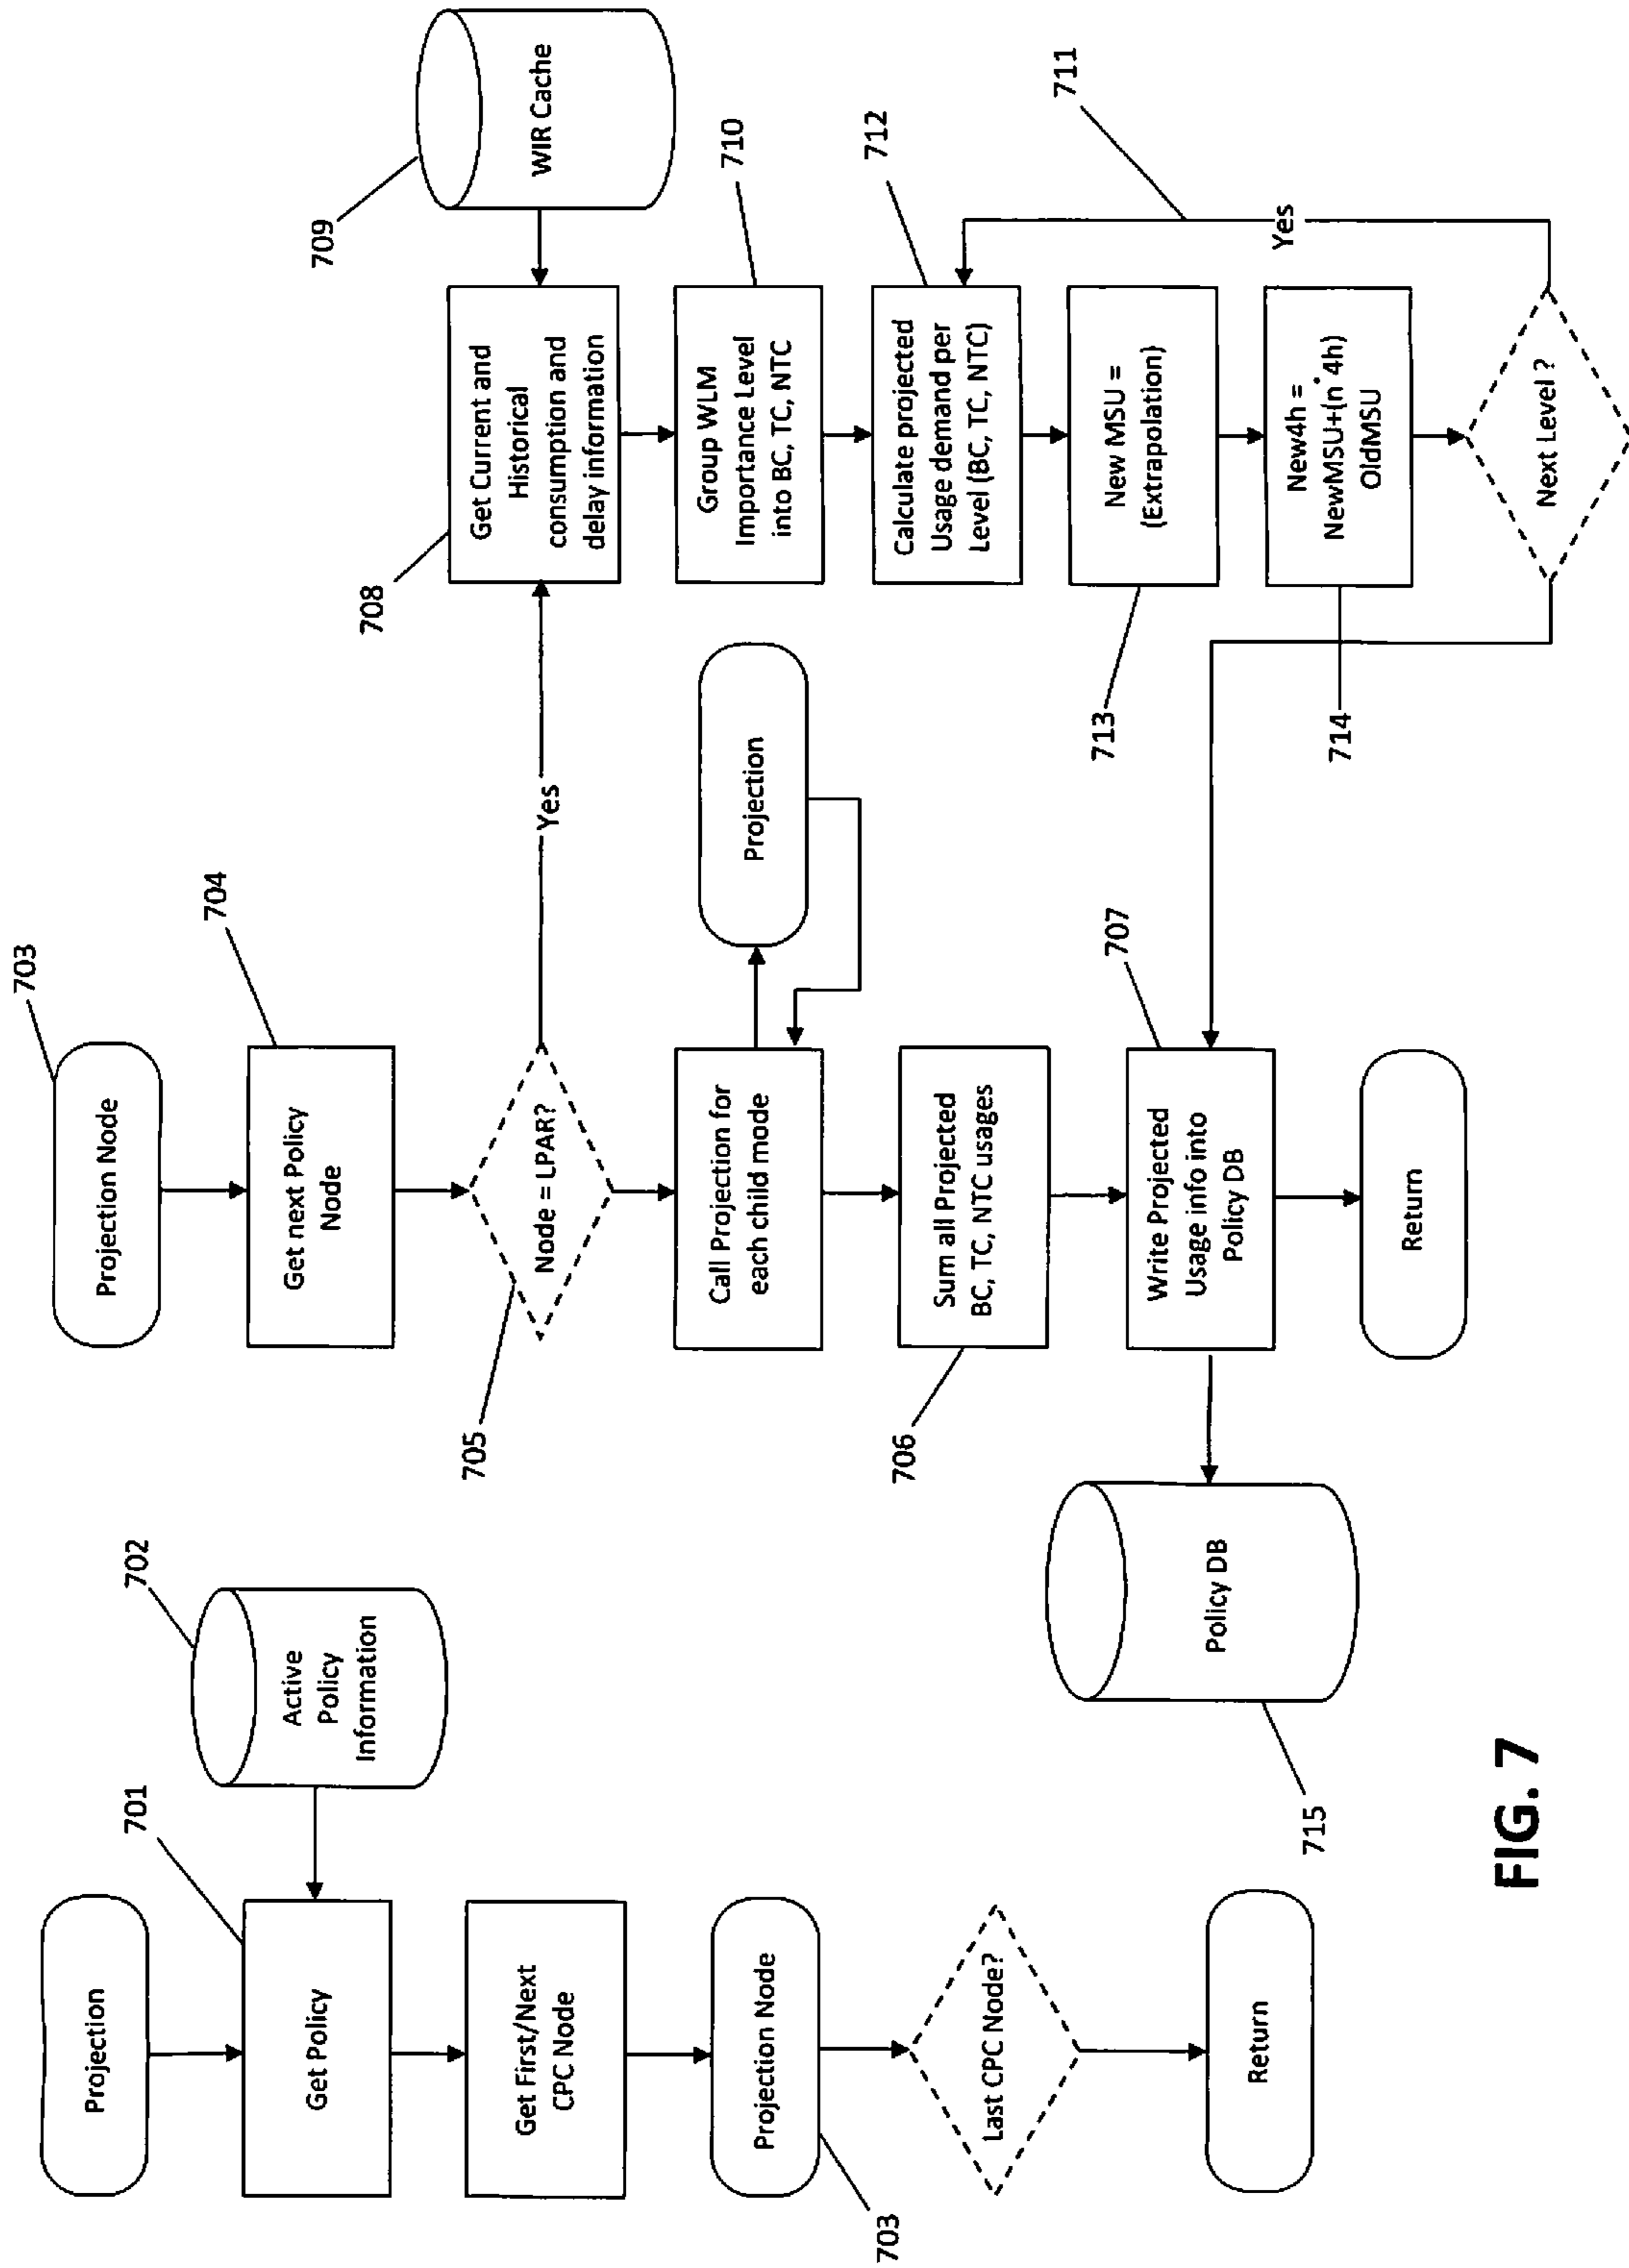 Projection
701
Get Policy
702
Active
Policy
Information
Get First/Next
CPC Node
Projection Node
703
Last CPC Node?
Return
703
Projection Node
704
Get next Policy
Node
705
Node = LPAR?
Yes
Call Projection for
each child mode
Projection
706
Sum all Projected
BC, TC, NTC usages
707
Write Projected
Usage info into
Policy DB
Policy DB
715
Return
708
Get Current and
Historical
consumption and
delay information
709
WIR Cache
710
Group WLM
Importance Level
into BC, TC, NTC
712
Calculate projected
Usage demand per
Level (BC, TC, NTC)
711
713
New MSU =
(Extrapolation)
714
New4h =
NewMSU+(n*4h)
OldMSU
Next Level ?
Yes
FIG. 7